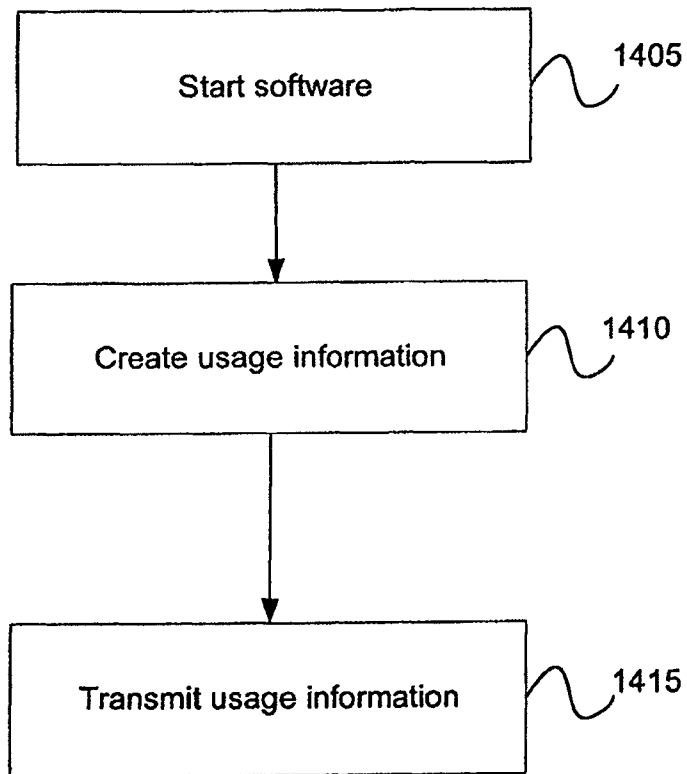 Start software
1405
Create usage information
1410
Transmit usage information
1415